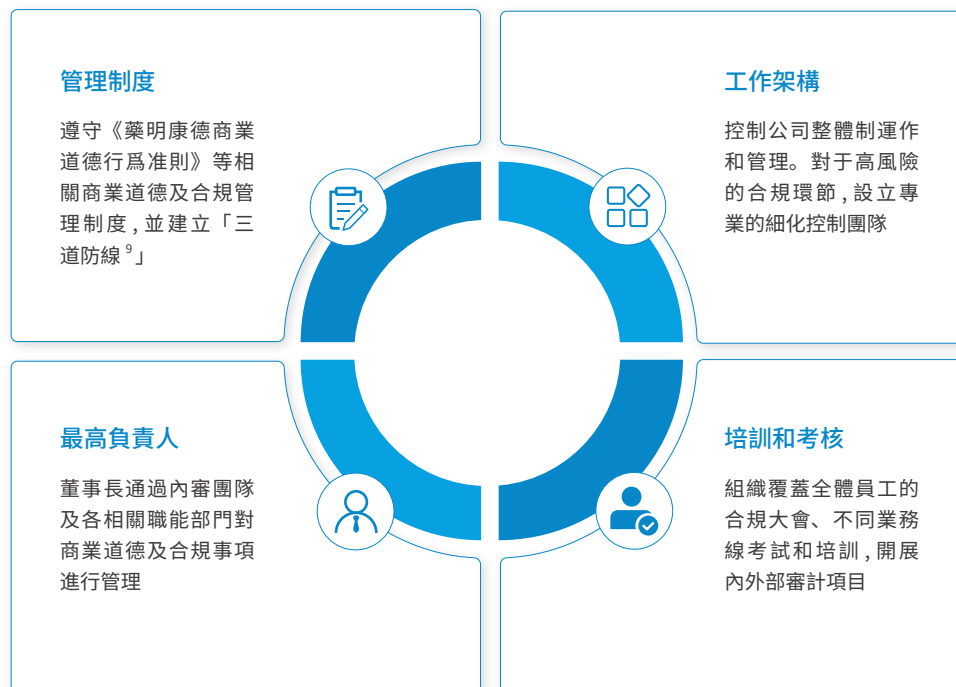 管理制度
遵守《藥明康德商業
道德行爲准則》等相
關商業道德及合規管
理制度,並建立「三
道防線⁹」
工作架構
控制公司整體制運作
和管理。對于高風險
的合規環節,設立專
業的細化控制團隊
最高負責人
董事長通過內審團隊
及各相關職能部門對
商業道德及合規事項
進行管理
培訓和考核
組織覆蓋全體員工的
合規大會、不同業務
線考試和培訓,開展
內外部審計項目